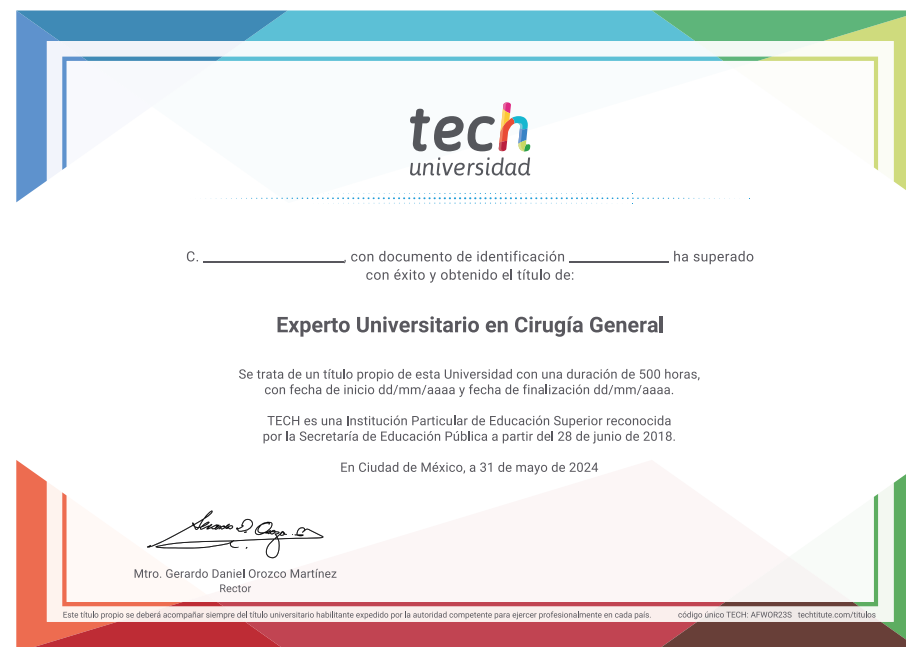 tech
universidad
C. ____________, con documento de identificación ____________ ha superado
con éxito y obtenido el título de:
Experto Universitario en Cirugía General
Se trata de un título propio de esta Universidad con una duración de 500 horas,
con fecha de inicio dd/mm/aaaa y fecha de finalización dd/mm/aaaa.
TECH es una Institución Particular de Educación Superior reconocida
por la Secretaría de Educación Pública a partir del 28 de junio de 2018.
En Ciudad de México, a 31 de mayo de 2024
Mtro. Gerardo Daniel Orozco Martínez
Rector
Este título propio se deberá acompañar siempre del título universitario habilitante expedido por la autoridad competente para ejercer profesionalmente en cada país. código único TECH: AFWOR23S techtitute.com/titulos